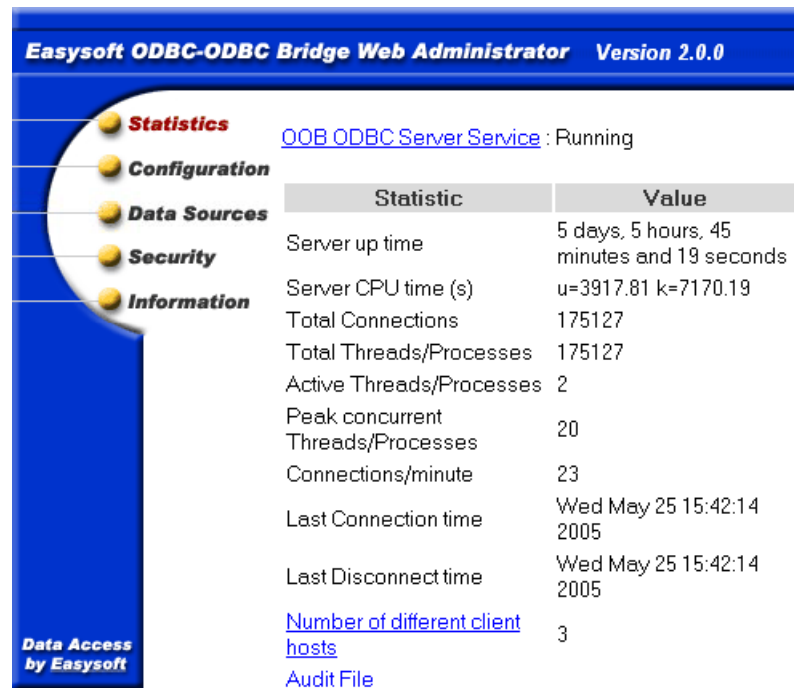 Easysoft ODBC-ODBC Bridge Web Administrator Version 2.0.0
Statistics
Configuration
Data Sources
Security
Information
OOB ODBC Server Service : Running
Statistic Value
Server up time 5 days, 5 hours, 45
minutes and 19 seconds
Server CPU time (s) u=3917.81 k=7170.19
Total Connections 175127
Total Threads/Processes 175127
Active Threads/Processes 2
Peak concurrent
Threads/Processes 20
Connections/minute 23
Last Connection time Wed May 25 15:42:14
2005
Last Disconnect time Wed May 25 15:42:14
2005
Number of different client
hosts 3
Audit File
Data Access
by Easysoft